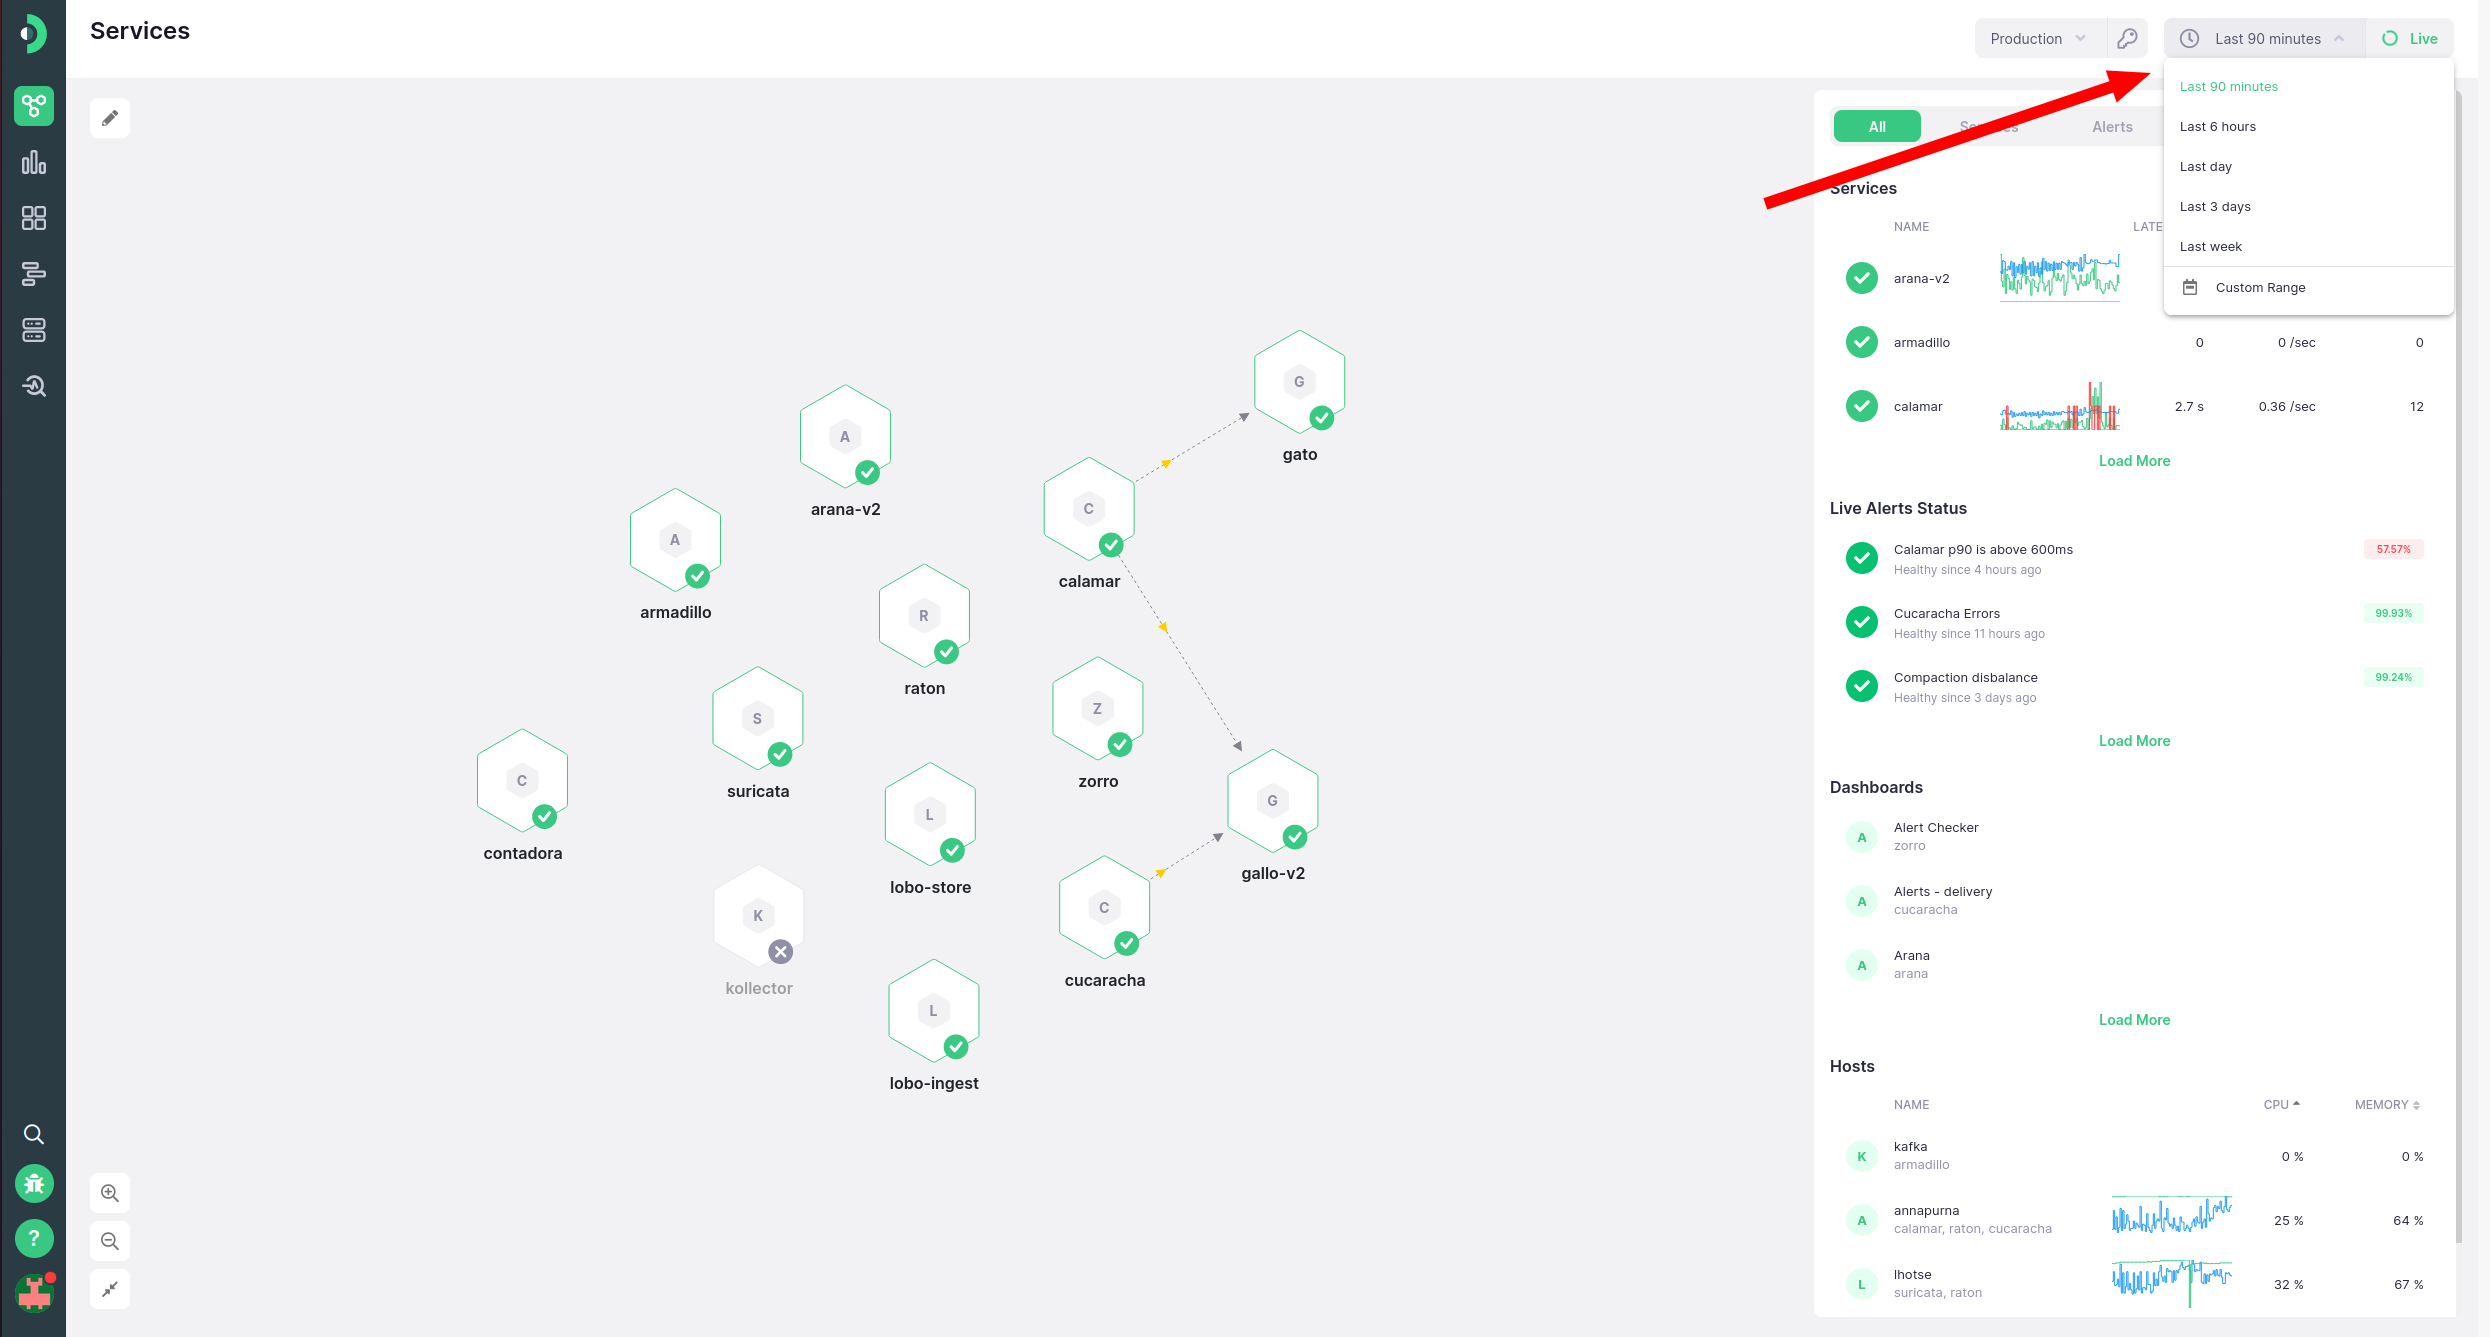 Services
Production
Last 90 minutes
Live
Last 90 minutes
Last 6 hours
Last day
Last 3 days
Last week
Custom Range
All
Alerts
Services
NAME
arana-v2
armadillo 0 0 /sec 0
calamar 2.7 s 0.36 /sec 12
Load More
Live Alerts Status
Calamar p90 is above 600ms 57.57%
Healthy since 4 hours ago
Cucaracha Errors 99.93%
Healthy since 11 hours ago
Compaction disbalance 99.24%
Healthy since 3 days ago
Load More
Dashboards
A Alert Checker
zorro
A Alerts - delivery
cucaracha
A Arana
arana
Load More
Hosts
NAME CPU MEMORY
K kafka 0 % 0 %
armadillo
A annapurna 25 % 64 %
calamar, raton, cucaracha
L lhotse 32 % 67 %
suricata, raton
G
gato
A
arana-v2
C
calamar
A
armadillo
R
raton
S
suricata
Z
zorro
C
contadora
L
lobo-store
G
gallo-v2
K
kollector
C
cucaracha
L
lobo-ingest
?